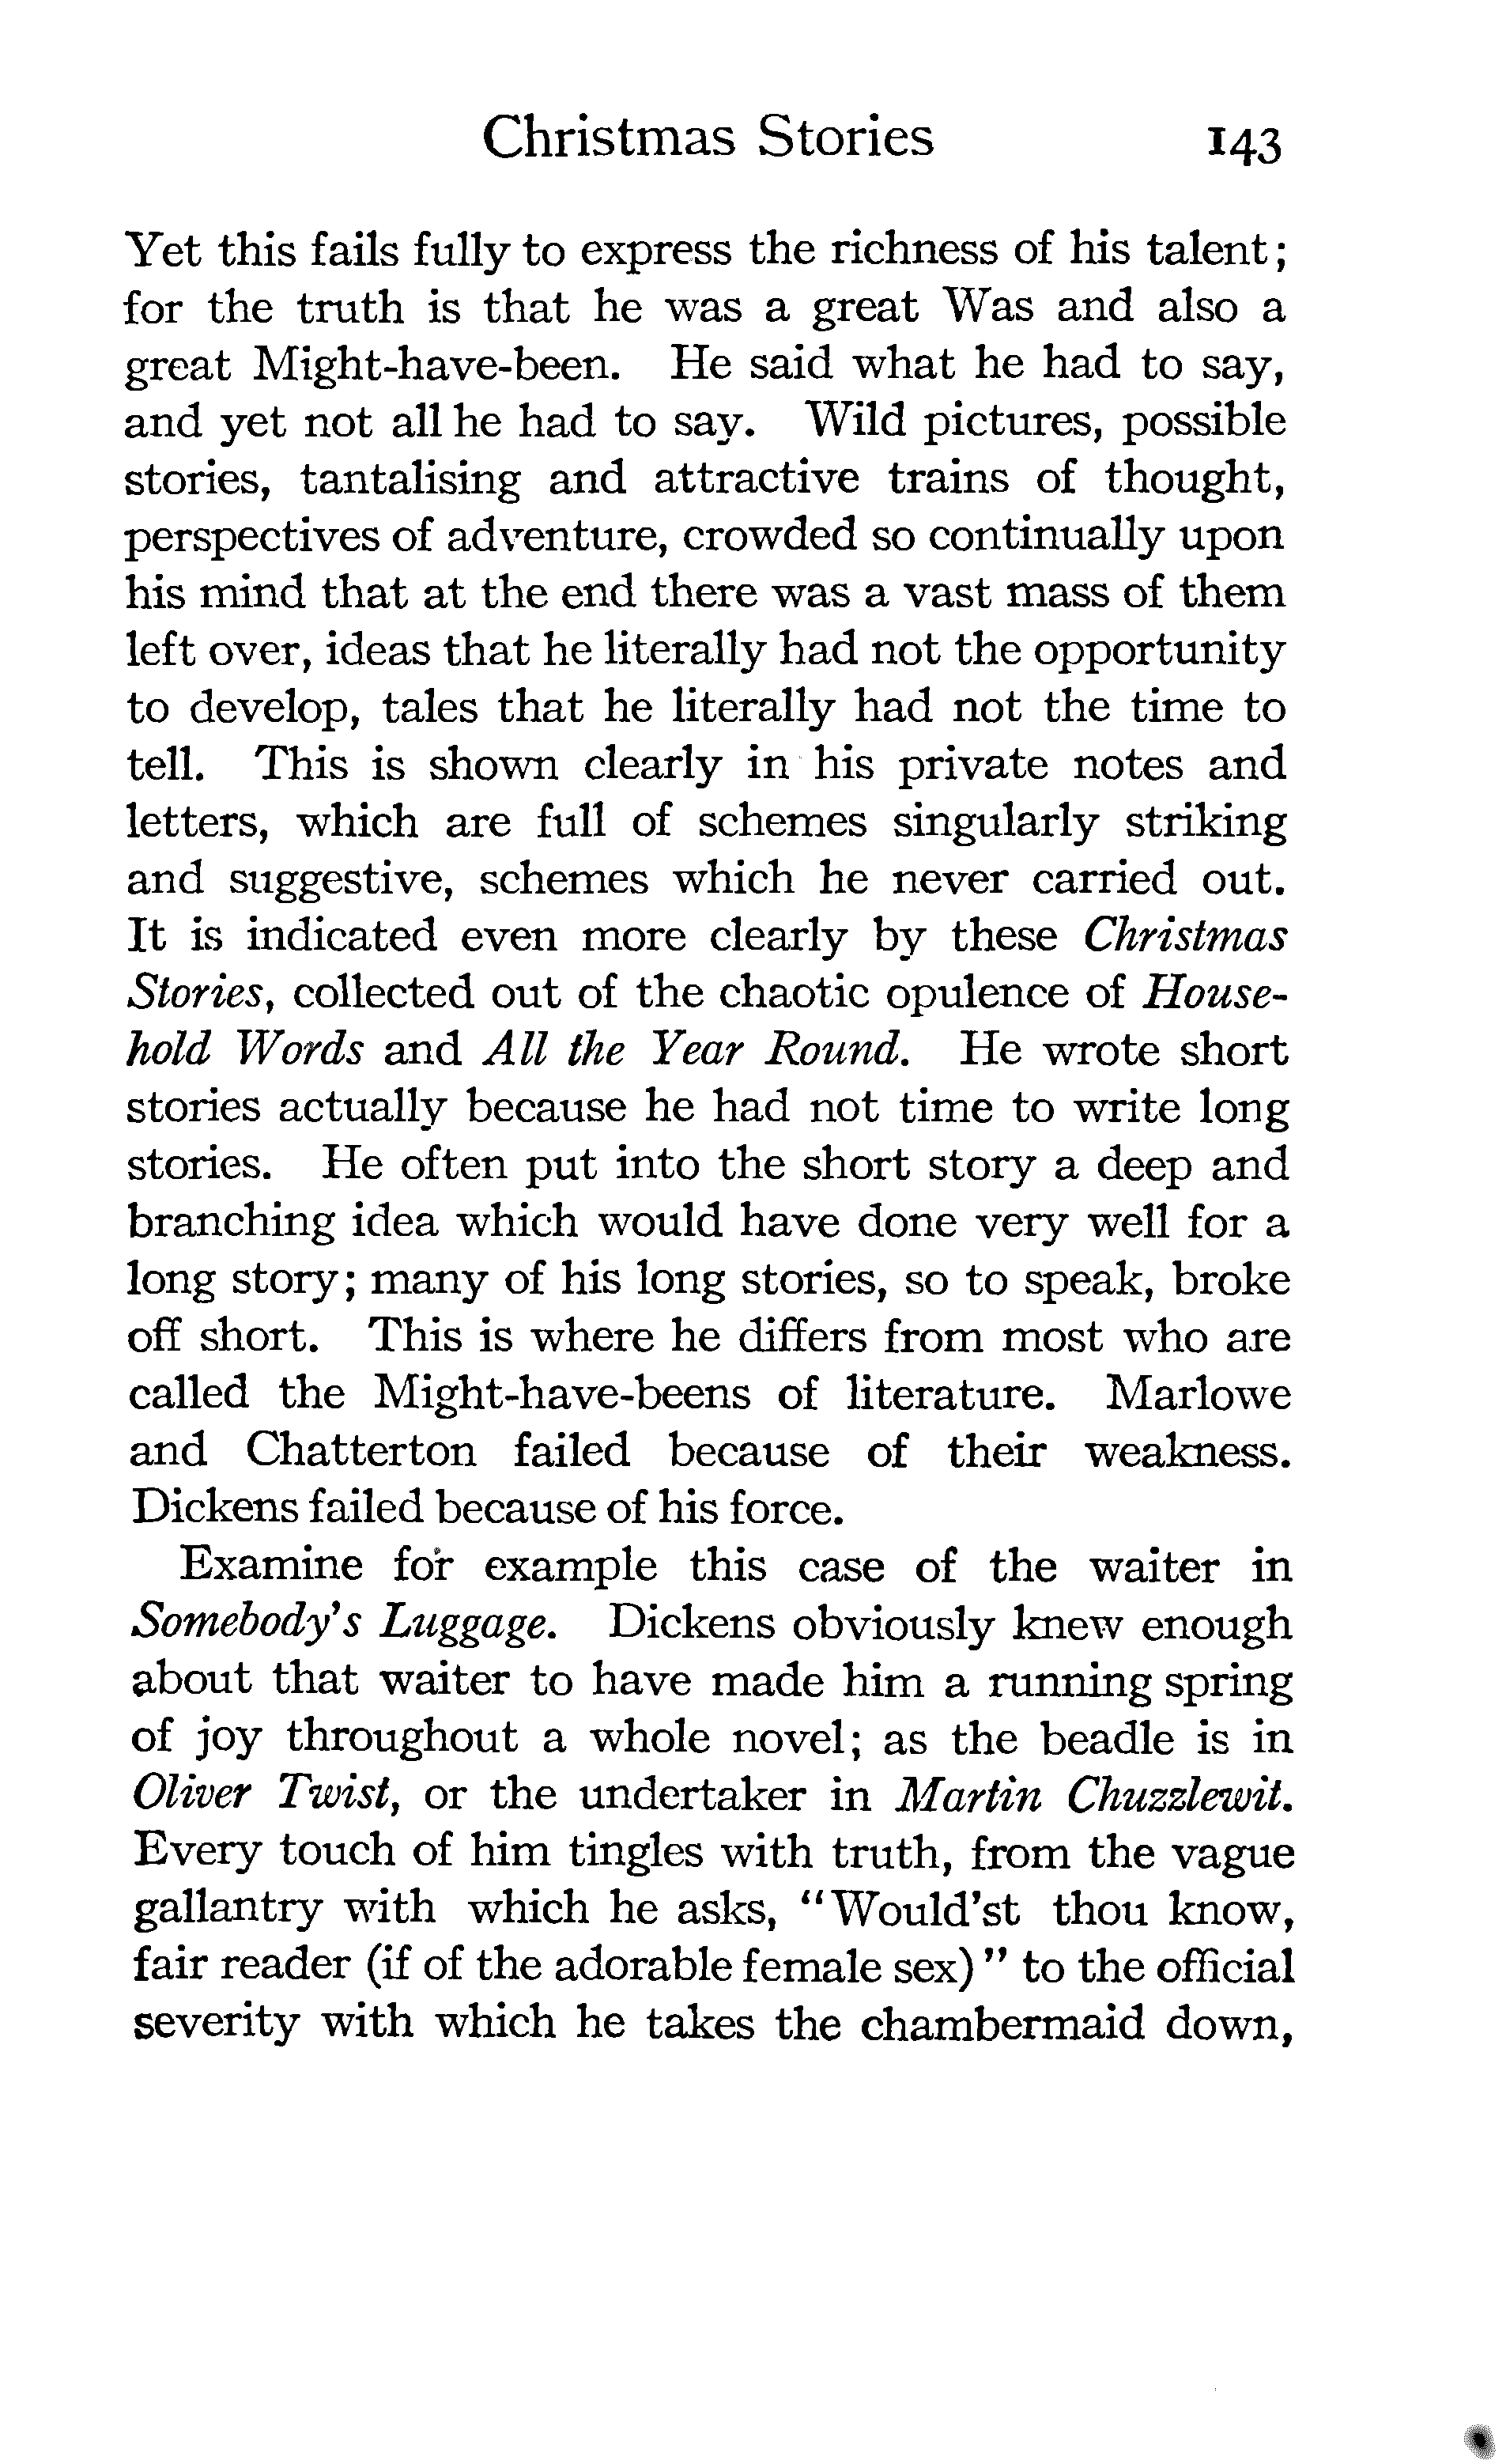 Christmas Stories 143
Yet this fails fully to express the richness of his talent;
for the truth is that he was a great Was and also a
great Might-have-been. He said what he had to say,
and yet not all he had to say. Wild pictures, possible
stories, tantalising and attractive trains of thought,
perspectives of adventure, crowded so continually upon
his mind that at the end there was a vast mass of them
left over, ideas that he literally had not the opportunity
to develop, tales that he literally had not the time to
tell. This is shown clearly in his private notes and
letters, which are full of schemes singularly striking
and suggestive, schemes which he never carried out.
It is indicated even more clearly by these Christmas
Stories, collected out of the chaotic opulence of House-
hold Words and All the Year Round. He wrote short
stories actually because he had not time to write long
stories. He often put into the short story a deep and
branching idea which would have done very well for a
long story; many of his long stories, so to speak, broke
off short. This is where he differs from most who are
called the Might-have-beens of literature. Marlowe
and Chatterton failed because of their weakness.
Dickens failed because of his force.
Examine for example this case of the waiter in
Somebody's Luggage. Dickens obviously knew enough
about that waiter to have made him a running spring
of joy throughout a whole novel; as the beadle is in
Oliver Twist, or the undertaker in Martin Chuzzlewit.
Every touch of him tingles with truth, from the vague
gallantry with which he asks, "Would'st thou know,
fair reader (if of the adorable female sex)" to the official
severity with which he takes the chambermaid down,